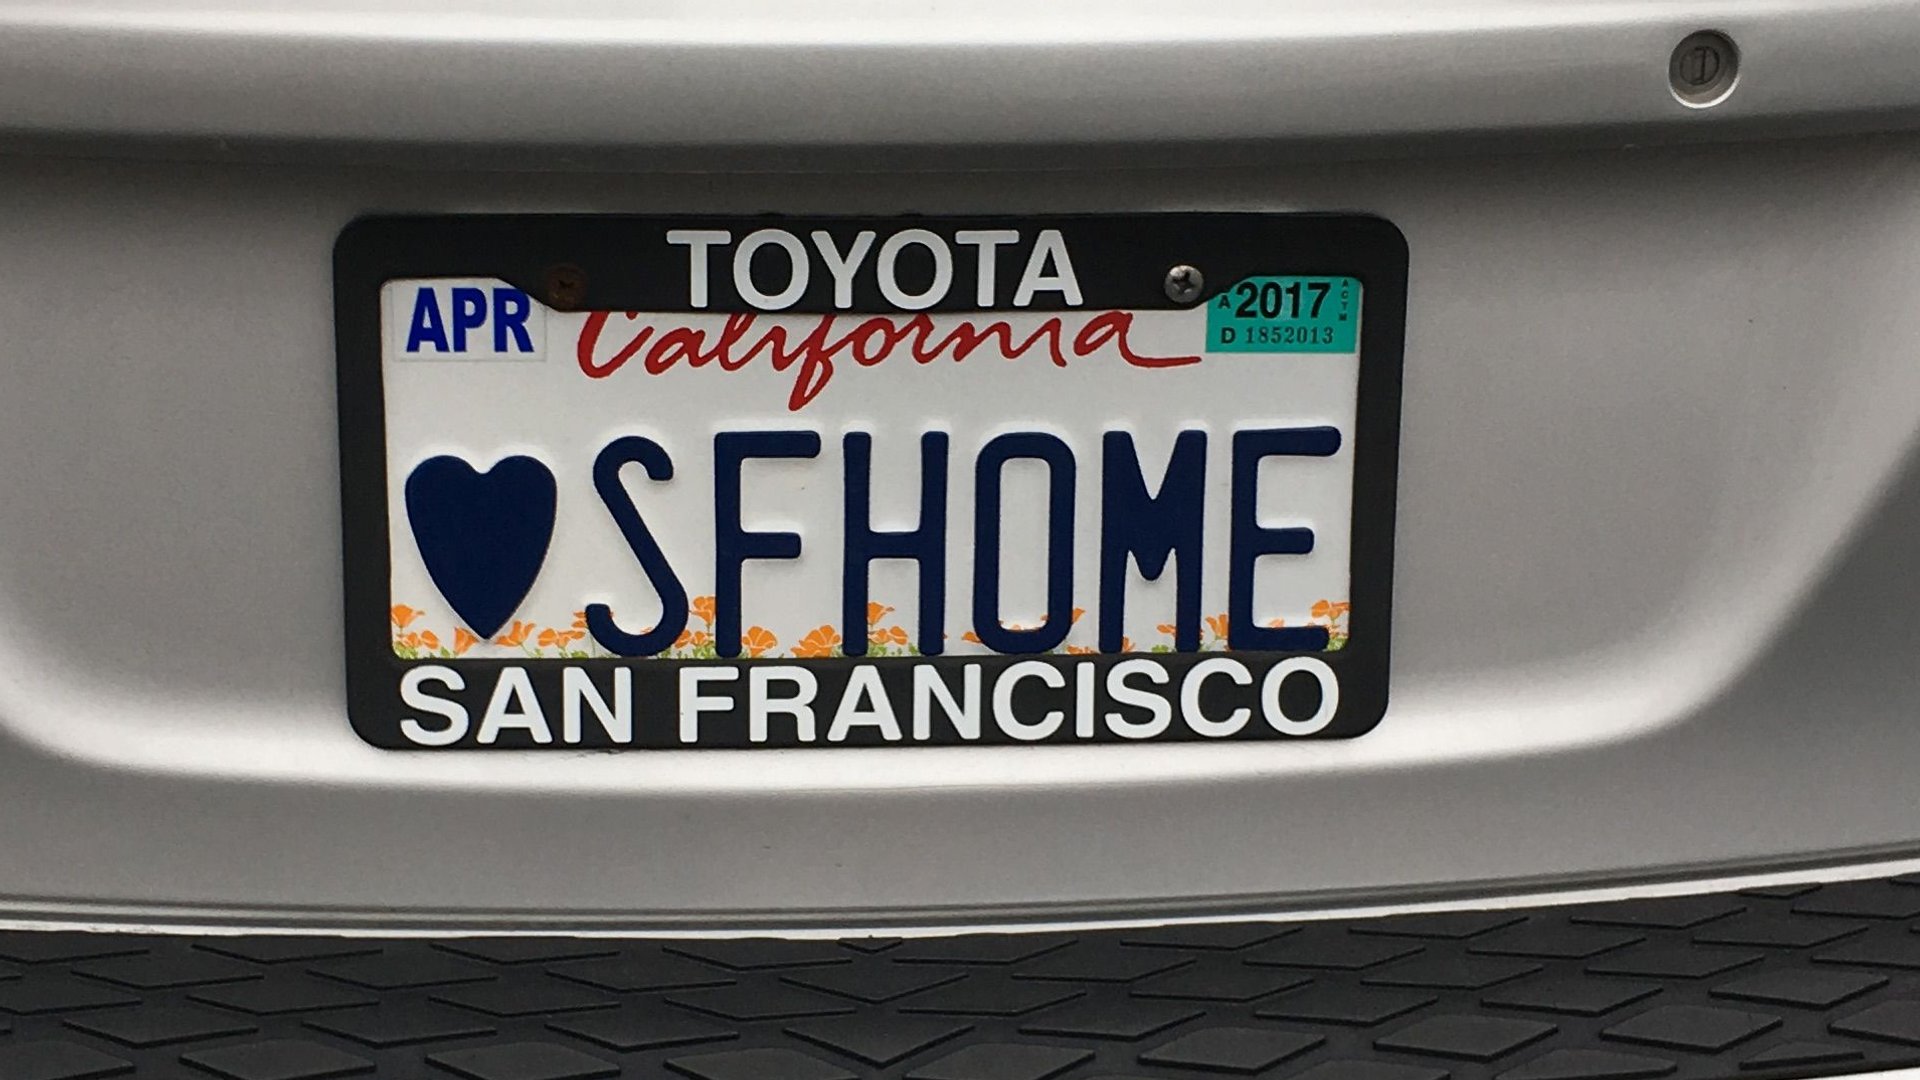 TOYOTA
APR
California
A 2017
D 1852013
♥SFHOME
SAN FRANCISCO